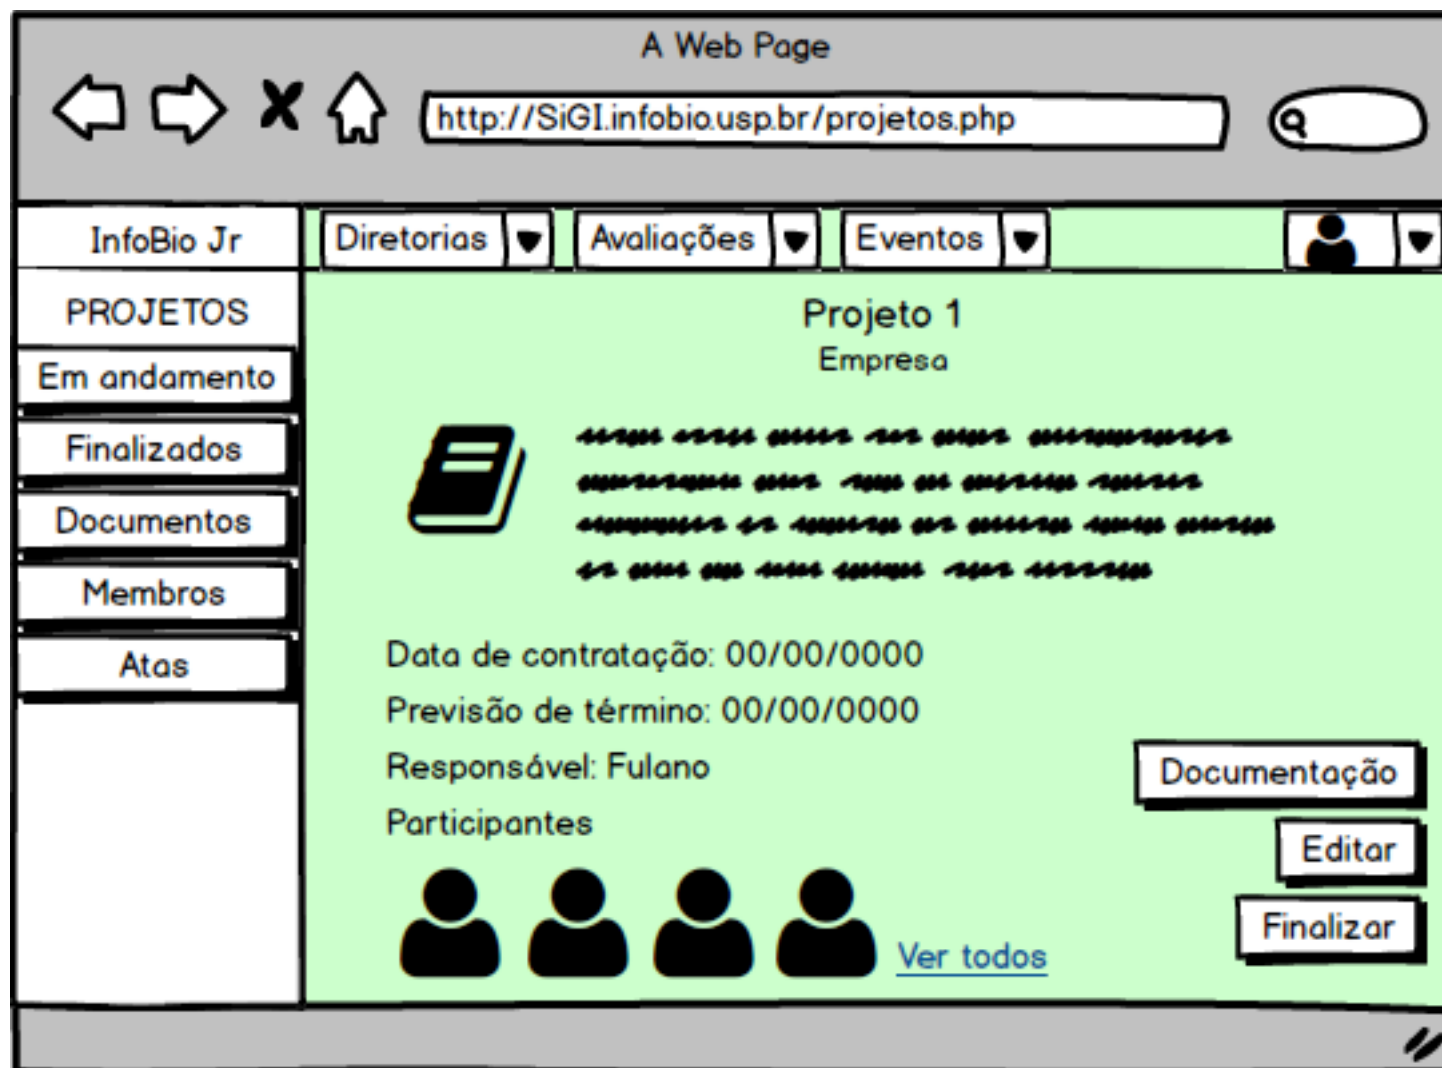 A Web Page
http://SiGI.infobio.usp.br/projetos.php
InfoBio Jr
Diretorias
Avaliações
Eventos
PROJETOS
Em andamento
Finalizados
Documentos
Membros
Atas
Projeto 1
Empresa
Data de contratação: 00/00/0000
Previsão de término: 00/00/0000
Responsável: Fulano
Participantes
Ver todos
Documentação
Editar
Finalizar